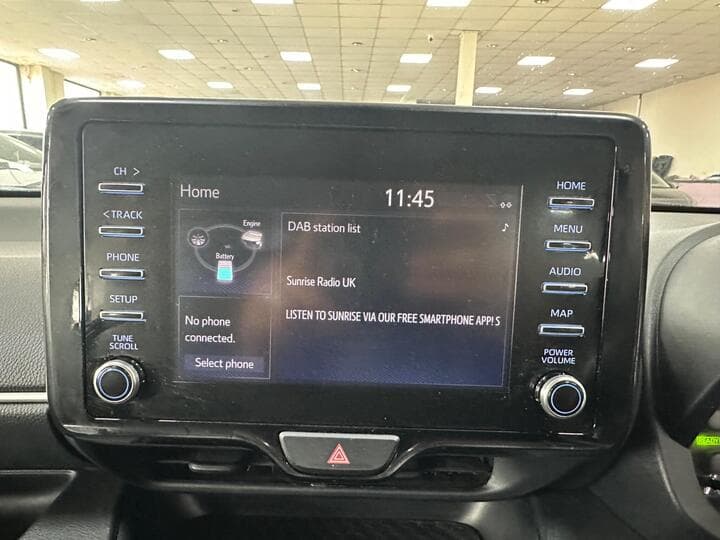 CH >
< TRACK
PHONE
SETUP
TUNE
SCROLL
Home
11:45
Engine
Battery
DAB station list
Sunrise Radio UK
LISTEN TO SUNRISE VIA OUR FREE SMARTPHONE APP! S
No phone
connected.
Select phone
HOME
MENU
AUDIO
MAP
POWER
VOLUME
READY